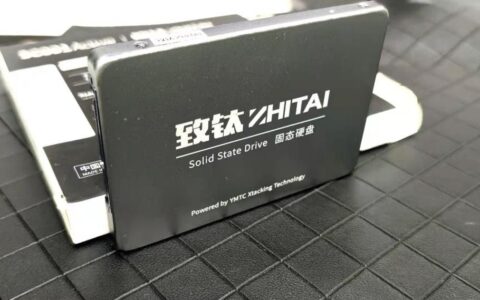 致钛 ZHITAI
Solid State Drive 固态硬盘
Powered by YMTC Xtacking Technology